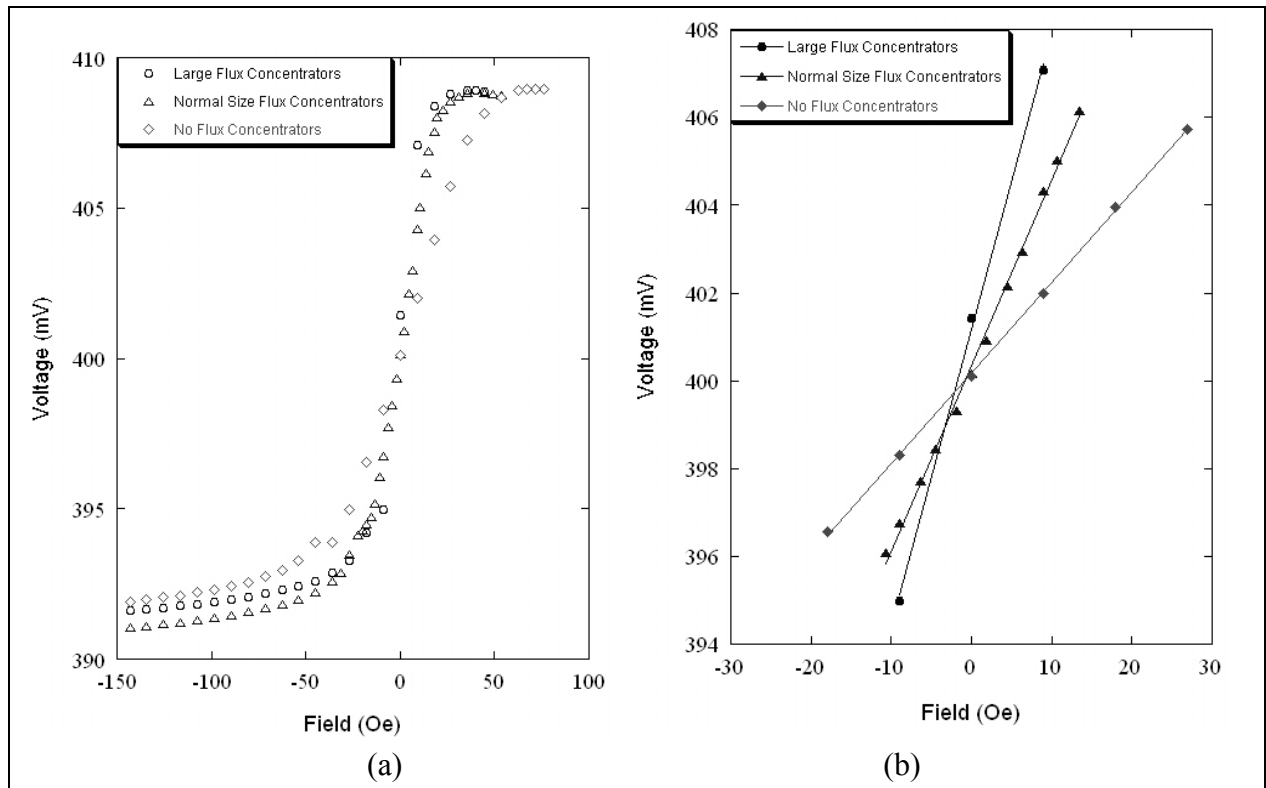 410
405
400
395
390
Voltage (mV)
Large Flux Concentrators
Normal Size Flux Concentrators
No Flux Concentrators
-150
-100
-50
0
50
100
Field (Oe)
(a)
408
406
404
402
400
398
396
394
Voltage (mV)
Large Flux Concentrators
Normal Size Flux Concentrators
No Flux Concentrators
-30
-20
-10
0
10
20
30
Field (Oe)
(b)